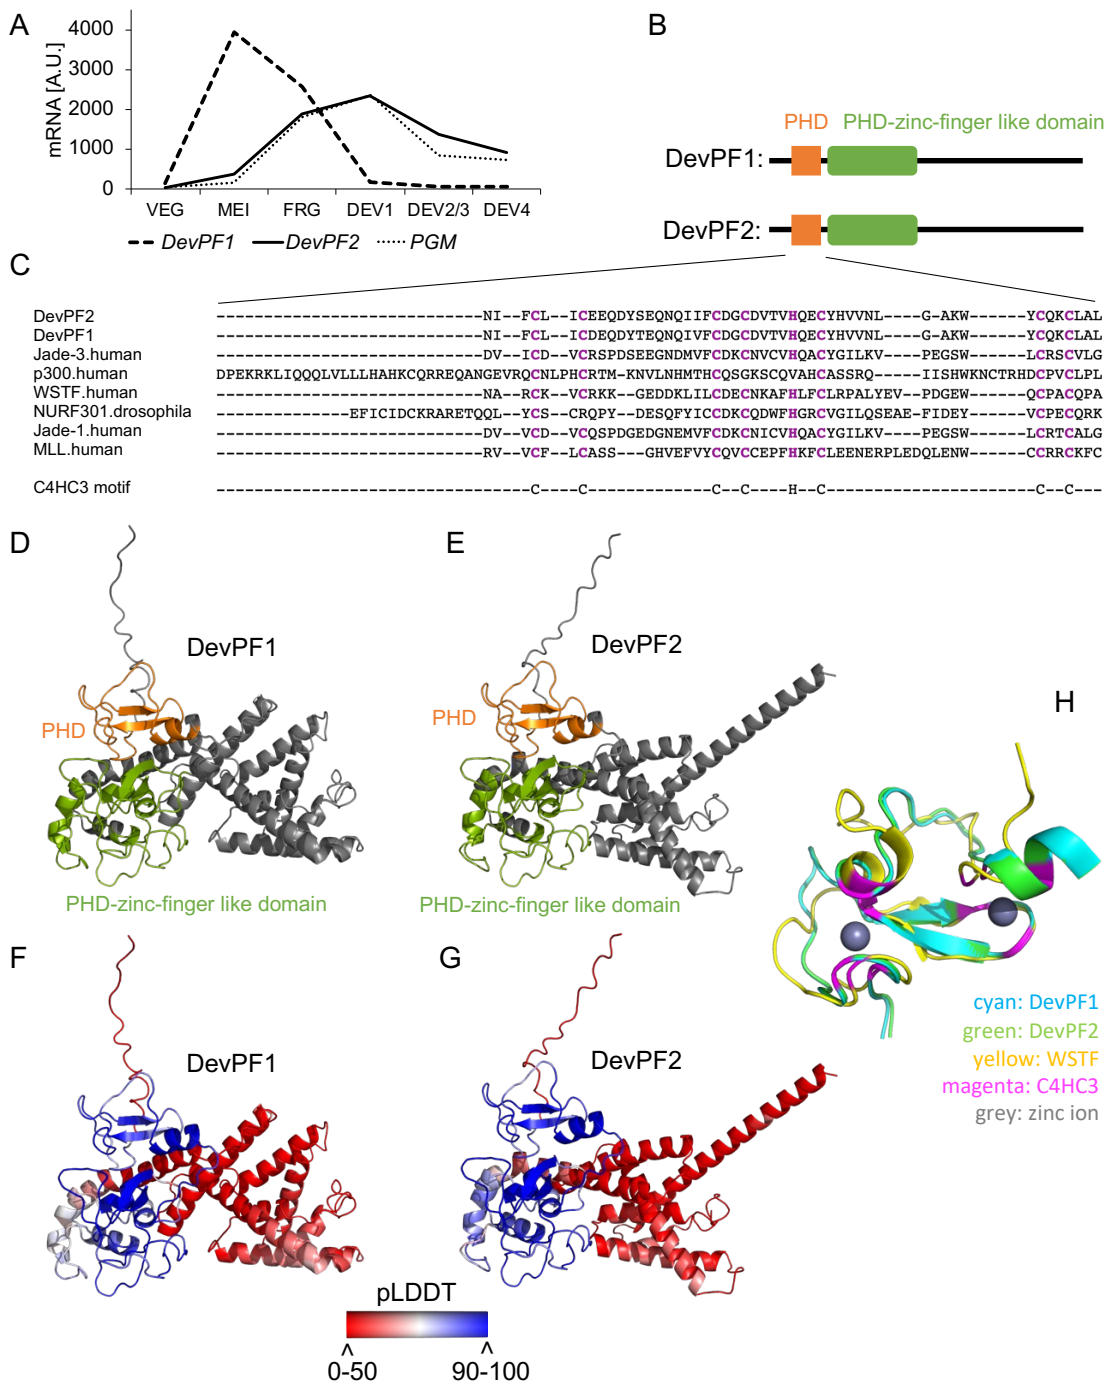 A
B
mRNA [A.U.]
4000
3000
2000
1000
0
VEG MEI FRG DEV1 DEV2/3 DEV4
DevPF1 DevPF2 PGM
PHD PHD-zinc-finger like domain
DevPF1:
DevPF2:
C
DevPF2 ----------------------------NI--FCL--ICEEQDYSEQNQIIFCDGCDVTVHQECYHVVNL----G-AKW-----YCQKCLAL
DevPF1 ----------------------------NI--FCL--ICEEQDYTEQNQIIFCDGCDVTVHQECYHVVNL----G-AKW-----YCQKCLAL
Jade-3.human ----------------------------DV--ICD--VCRSPDSEEGNDMVFCDKCNVCVHQACYGILKV----PEGSW-----LCRSCVLG
p300.human DPEKRKLIQQQLVLLLHAHKCQRREQANGEVRQCNLPHCRTM-KNVLNHMTHCQSGKSCQVAHCASSRQ----IISHWKNCTRHDCPVCLPL
WSTF.human ----------------------------NA--RCK--VCRKK--GEDDKLILCDECNKAFHLFCLRPALYEV--PDGEW-----QCPACQPA
NURF301.drosophila --------------EFICIDCKRARETQQL--YCS---CRQPY-DESQFYICCDKCQDWFHGRCVGILQSEAE-FIDEY-----VCPECQRK
Jade-1.human ----------------------------DV--VCD--VCQSPDGEDGNEMVFCDKCNICVHQACYGILKV----PEGSW-----LCRTCALG
MLL.human ----------------------------RV--VCF--LCASS---GHVEFVYCQVCCEPFHKFCLEENERPLEDQLENW-----CCRRCKFC
C4HC3 motif ---------------------------------C----C-------------C--C----H--C---------------------C--C---
D
DevPF1
PHD
PHD-zinc-finger like domain
E
DevPF2
PHD
PHD-zinc-finger like domain
H
cyan: DevPF1
green: DevPF2
yellow: WSTF
magenta: C4HC3
grey: zinc ion
F
DevPF1
G
DevPF2
pLDDT
0-50 90-100